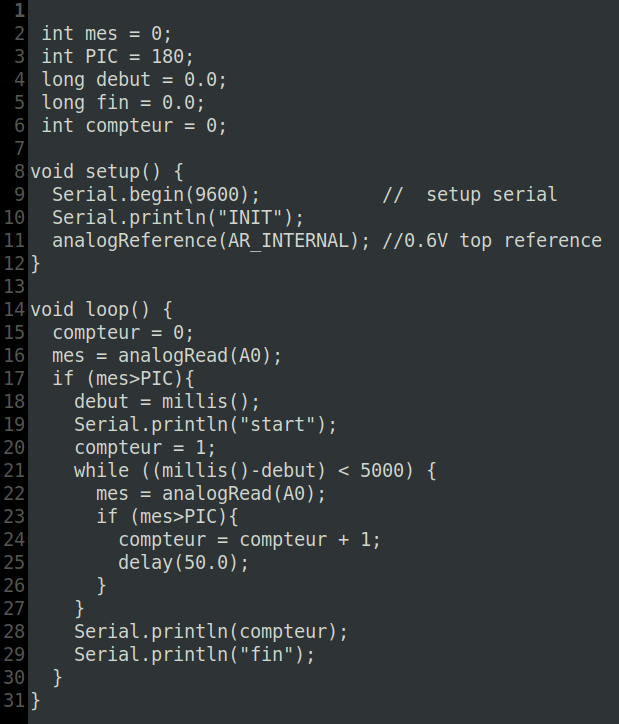 1
2 int mes = 0;
3 int PIC = 180;
4 long debut = 0.0;
5 long fin = 0.0;
6 int compteur = 0;
7
8 void setup() {
9   Serial.begin(9600);           //  setup serial
10   Serial.println("INIT");
11   analogReference(AR_INTERNAL); //0.6V top reference
12 }
13
14 void loop() {
15   compteur = 0;
16   mes = analogRead(A0);
17   if (mes>PIC){
18     debut = millis();
19     Serial.println("start");
20     compteur = 1;
21     while ((millis()-debut) < 5000) {
22       mes = analogRead(A0);
23       if (mes>PIC){
24         compteur = compteur + 1;
25         delay(50.0);
26       }
27     }
28     Serial.println(compteur);
29     Serial.println("fin");
30   }
31 }